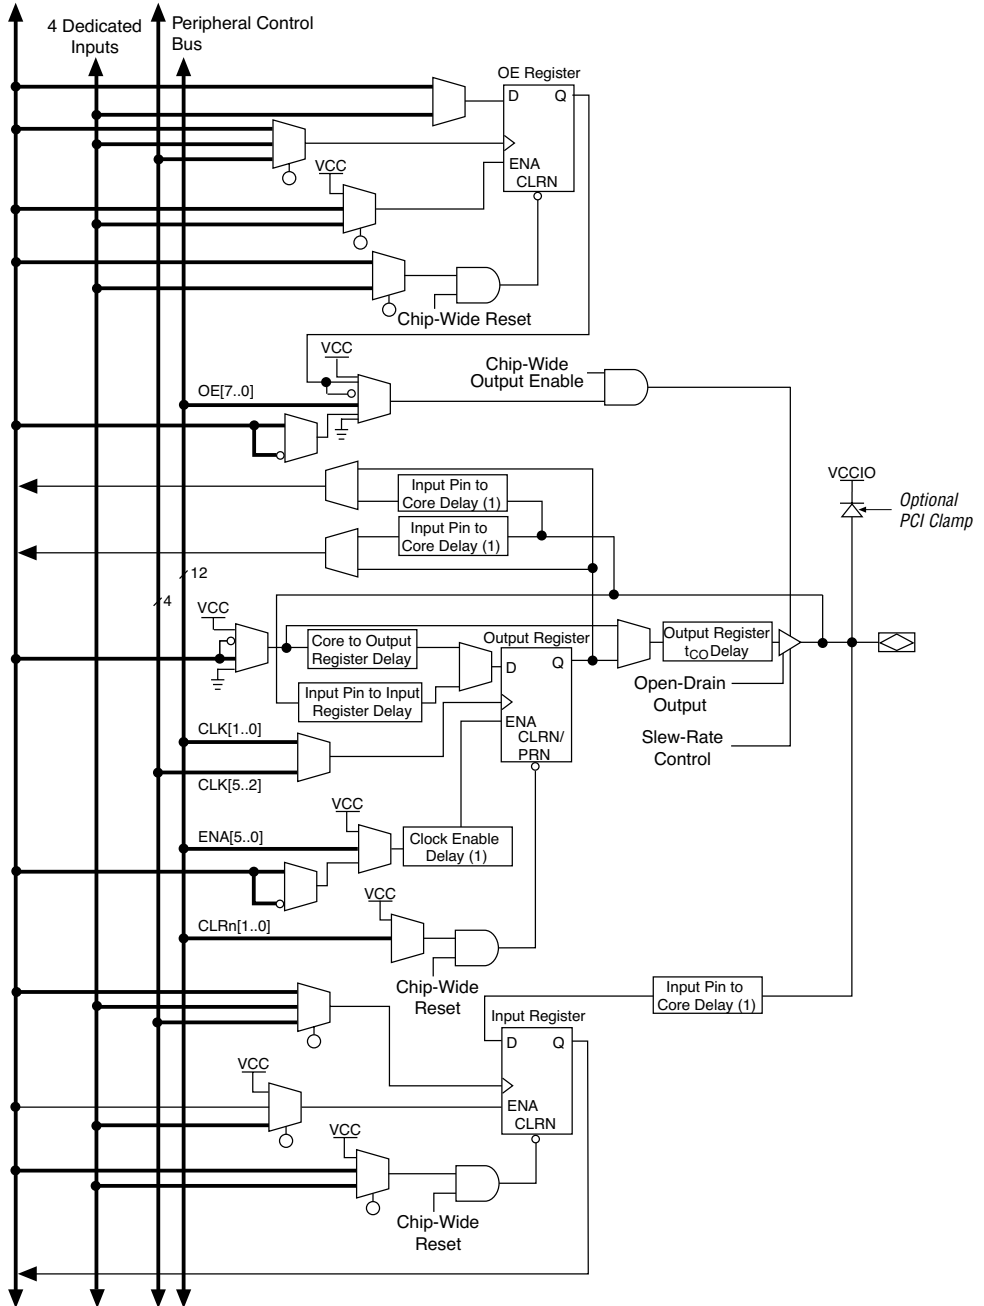 4 Dedicated
Inputs
Peripheral Control
Bus
OE Register
D Q
ENA
CLRN
VCC
Chip-Wide Reset
VCC
OE[7..0]
Chip-Wide
Output Enable
Input Pin to
Core Delay (1)
Input Pin to
Core Delay (1)
VCCIO
Optional
PCI Clamp
12
4
VCC
Core to Output
Register Delay
Input Pin to Input
Register Delay
Output Register
D Q
ENA
CLRN/
PRN
Output Register
tCO Delay
Open-Drain
Output
Slew-Rate
Control
CLK[1..0]
CLK[5..2]
VCC
ENA[5..0]
Clock Enable
Delay (1)
VCC
CLRn[1..0]
Chip-Wide
Reset
Input Pin to
Core Delay (1)
Input Register
D Q
ENA
CLRN
VCC
VCC
Chip-Wide
Reset